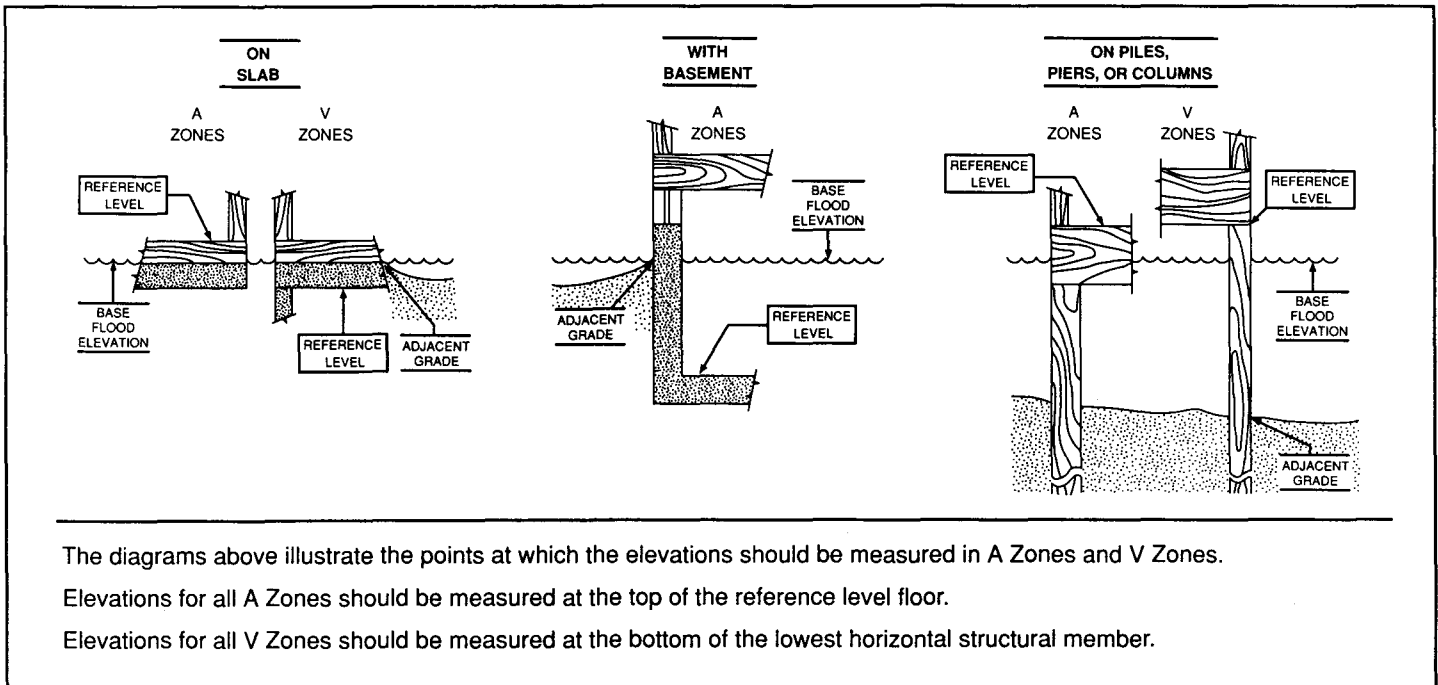 ON
SLAB
A
ZONES
V
ZONES
REFERENCE
LEVEL
BASE
FLOOD
ELEVATION
REFERENCE
LEVEL
ADJACENT
GRADE
WITH
BASEMENT
A
ZONES
BASE
FLOOD
ELEVATION
ADJACENT
GRADE
REFERENCE
LEVEL
ON PILES,
PIERS, OR COLUMNS
A
ZONES
V
ZONES
REFERENCE
LEVEL
REFERENCE
LEVEL
BASE
FLOOD
ELEVATION
ADJACENT
GRADE
The diagrams above illustrate the points at which the elevations should be measured in A Zones and V Zones.
Elevations for all A Zones should be measured at the top of the reference level floor.
Elevations for all V Zones should be measured at the bottom of the lowest horizontal structural member.